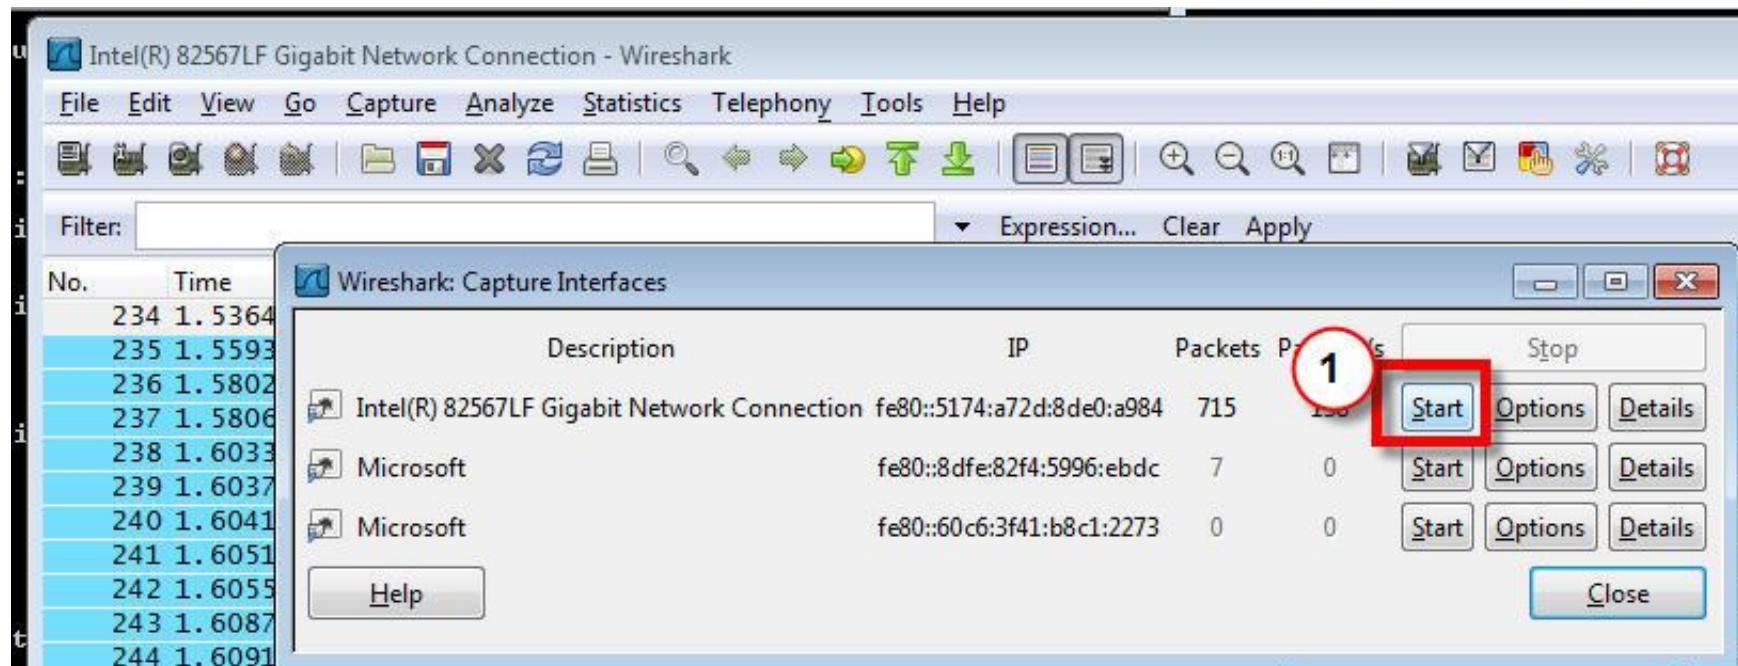 Intel(R) 82567LF Gigabit Network Connection - Wireshark
File Edit View Go Capture Analyze Statistics Telephony Tools Help
Filter: Expression... Clear Apply
No. Time
Wireshark: Capture Interfaces
234 1.5364
235 1.5593
236 1.5802
237 1.5806
238 1.6033
239 1.6037
240 1.6041
241 1.6051
242 1.6055
243 1.6087
244 1.6091
Description IP Packets Stop
1
Intel(R) 82567LF Gigabit Network Connection fe80::5174:a72d:8de0:a984 715 Start Options Details
Microsoft fe80::8dfe:82f4:5996:ebdc 7 0 Start Options Details
Microsoft fe80::60c6:3f41:b8c1:2273 0 0 Start Options Details
Help Close